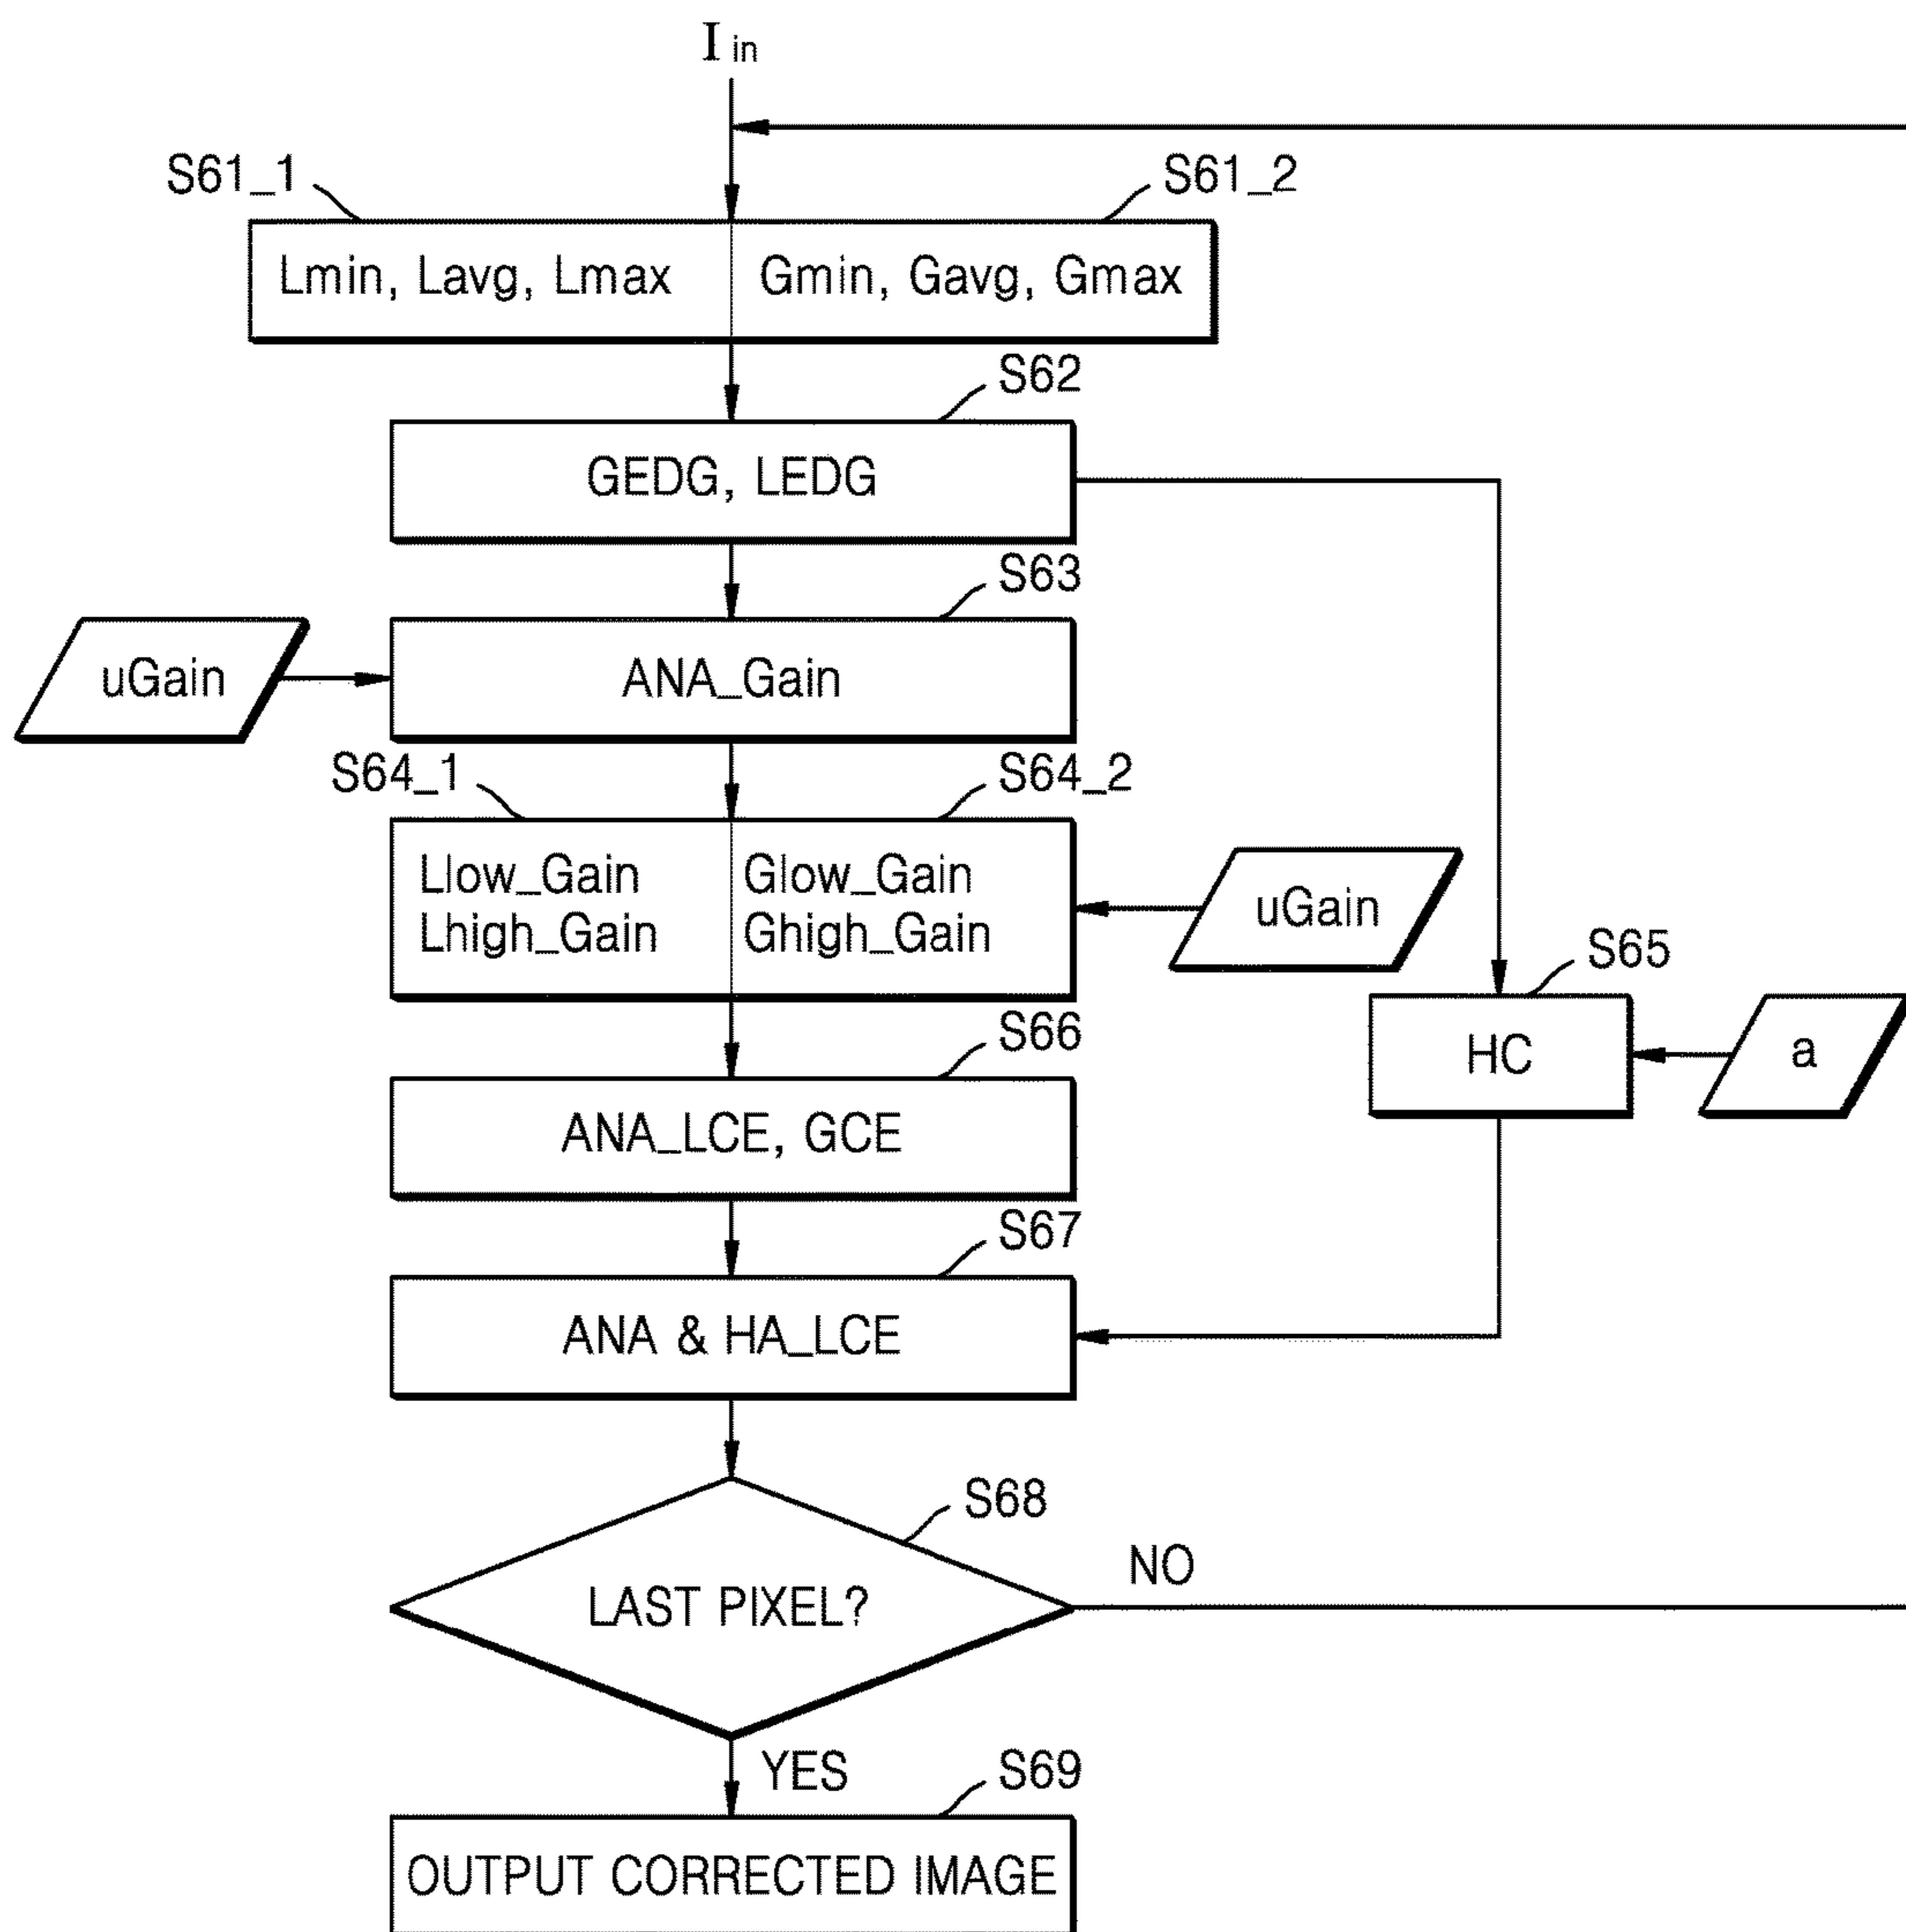 I in
S61_1
S61_2
Lmin, Lavg, Lmax
Gmin, Gavg, Gmax
S62
GEDG, LEDG
S63
uGain
ANA_Gain
S64_1
S64_2
Llow_Gain
Lhigh_Gain
Glow_Gain
Ghigh_Gain
uGain
S65
HC
a
S66
ANA_LCE, GCE
S67
ANA & HA_LCE
S68
LAST PIXEL?
NO
YES
S69
OUTPUT CORRECTED IMAGE